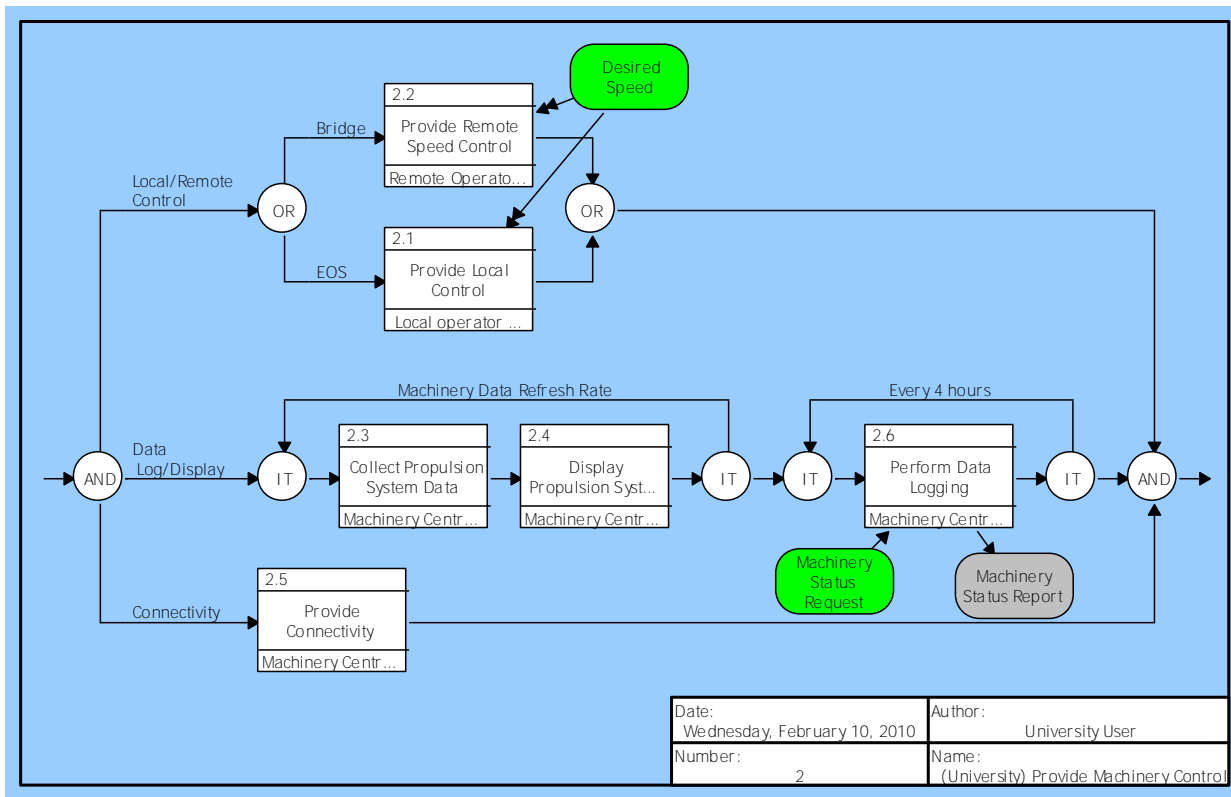 Desired
Speed
2.2
Provide Remote
Speed Control
Remote Operato...
Bridge
Local/Remote
Control
OR
OR
2.1
Provide Local
Control
Local operator ...
EOS
Machinery Data Refresh Rate
Every 4 hours
Data
Log/Display
AND
IT
2.3
Collect Propulsion
System Data
Machinery Centr...
2.4
Display
Propulsion Syst...
Machinery Centr...
IT
IT
2.6
Perform Data
Logging
Machinery Centr...
IT
AND
Machinery
Status
Request
Machinery
Status Report
Connectivity
2.5
Provide
Connectivity
Machinery Centr...
Date:
Wednesday, February 10, 2010
Author:
University User
Number:
2
Name:
(University) Provide Machinery Control